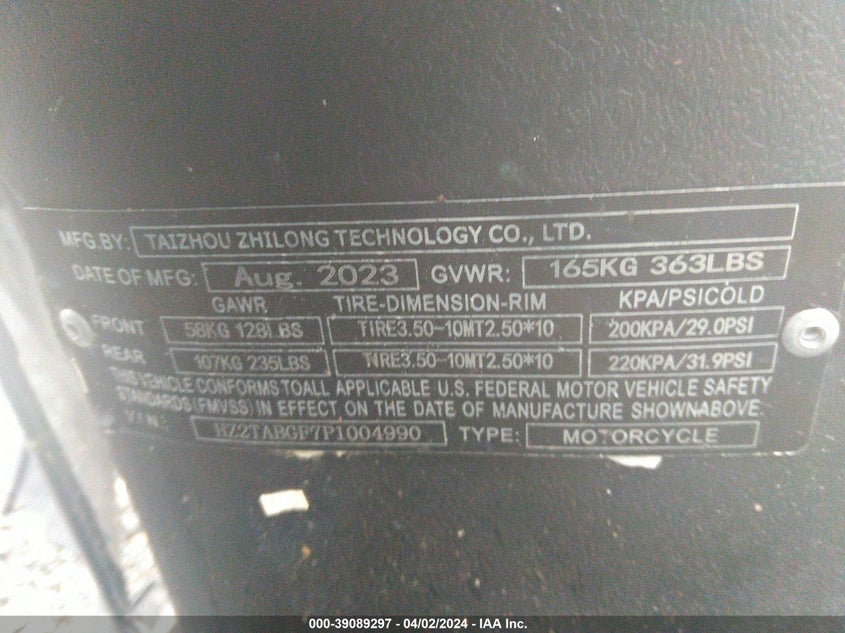 MFG.BY: TAIZHOU ZHILONG TECHNOLOGY CO., LTD.
DATE OF MFG: Aug. 2023 GVWR: 165KG 363LBS
GAWR TIRE-DIMENSION-RIM KPA/PSICOLD
FRONT 58KG 128LBS TIRE3.50-10MT2.50*10 200KPA/29.0PSI
REAR 107KG 235LBS TIRE3.50-10MT2.50*10 220KPA/31.9PSI
THIS VEHICLE CONFORMS TOALL APPLICABLE U.S. FEDERAL MOTOR VEHICLE SAFETY
STANDARDS (FMVSS) IN EFFECT ON THE DATE OF MANUFACTURE SHOWNABOVE.
V.I.N: HZ2TABGF7P1004990 TYPE: MOTORCYCLE
000-39089297 - 04/02/2024 - IAA Inc.